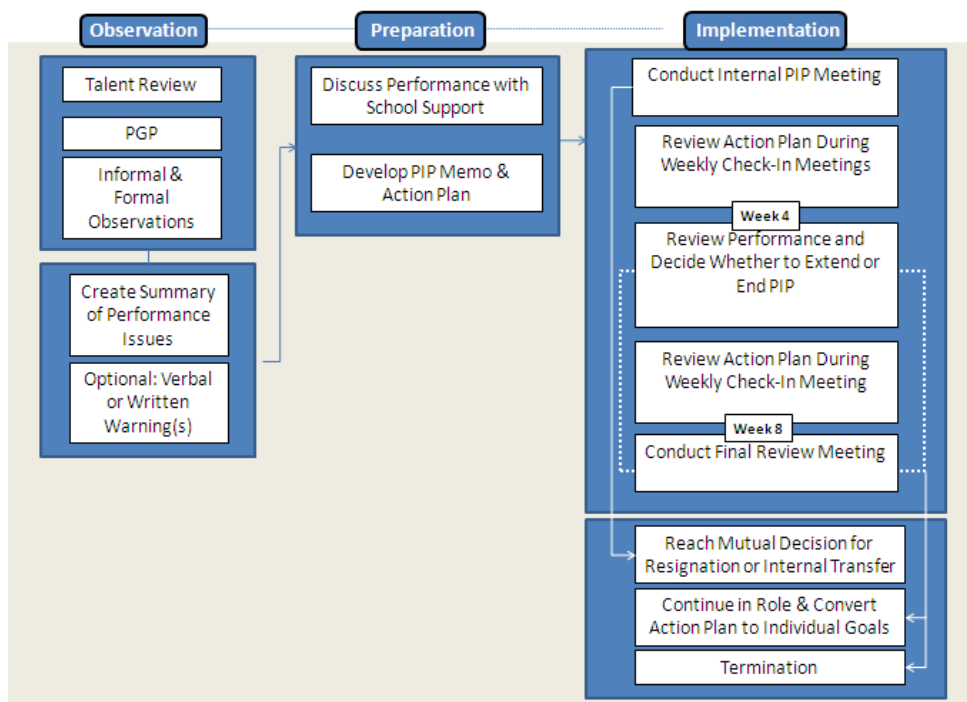 Observation
Preparation
Implementation
Talent Review
PGP
Informal &
Formal
Observations
Create Summary
of Performance
Issues
Optional: Verbal
or Written
Warning(s)
Discuss Performance with
School Support
Develop PIP Memo &
Action Plan
Conduct Internal PIP Meeting
Review Action Plan During
Weekly Check-In Meetings
Week 4
Review Performance and
Decide Whether to Extend or
End PIP
Review Action Plan During
Weekly Check-In Meeting
Week 8
Conduct Final Review Meeting
Reach Mutual Decision for
Resignation or Internal Transfer
Continue in Role & Convert
Action Plan to Individual Goals
Termination